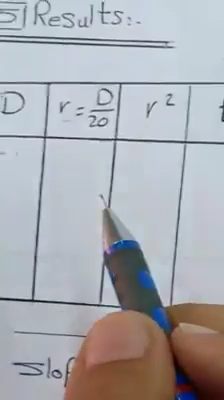 5 Results:-
D r = D/20 r²
Slo